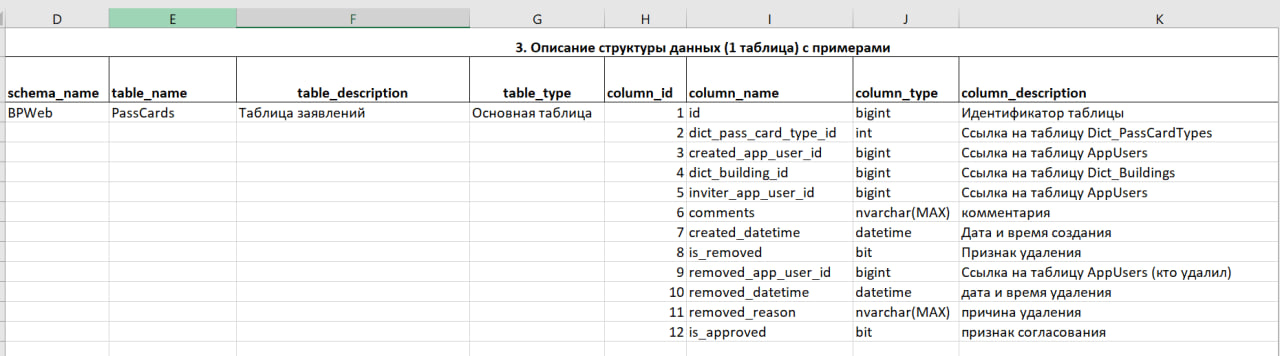 D E F G H I J K
3. Описание структуры данных (1 таблица) с примерами
schema_name table_name table_description table_type column_id column_name column_type column_description
BPWeb PassCards Таблица заявлений Основная таблица 1 id bigint Идентификатор таблицы
2 dict_pass_card_type_id int Ссылка на таблицу Dict_PassCardTypes
3 created_app_user_id bigint Ссылка на таблицу AppUsers
4 dict_building_id bigint Ссылка на таблицу Dict_Buildings
5 inviter_app_user_id bigint Ссылка на таблицу AppUsers
6 comments nvarchar(MAX) комментария
7 created_datetime datetime Дата и время создания
8 is_removed bit Признак удаления
9 removed_app_user_id bigint Ссылка на таблицу AppUsers (кто удалил)
10 removed_datetime datetime дата и время удаления
11 removed_reason nvarchar(MAX) причина удаления
12 is_approved bit признак согласования